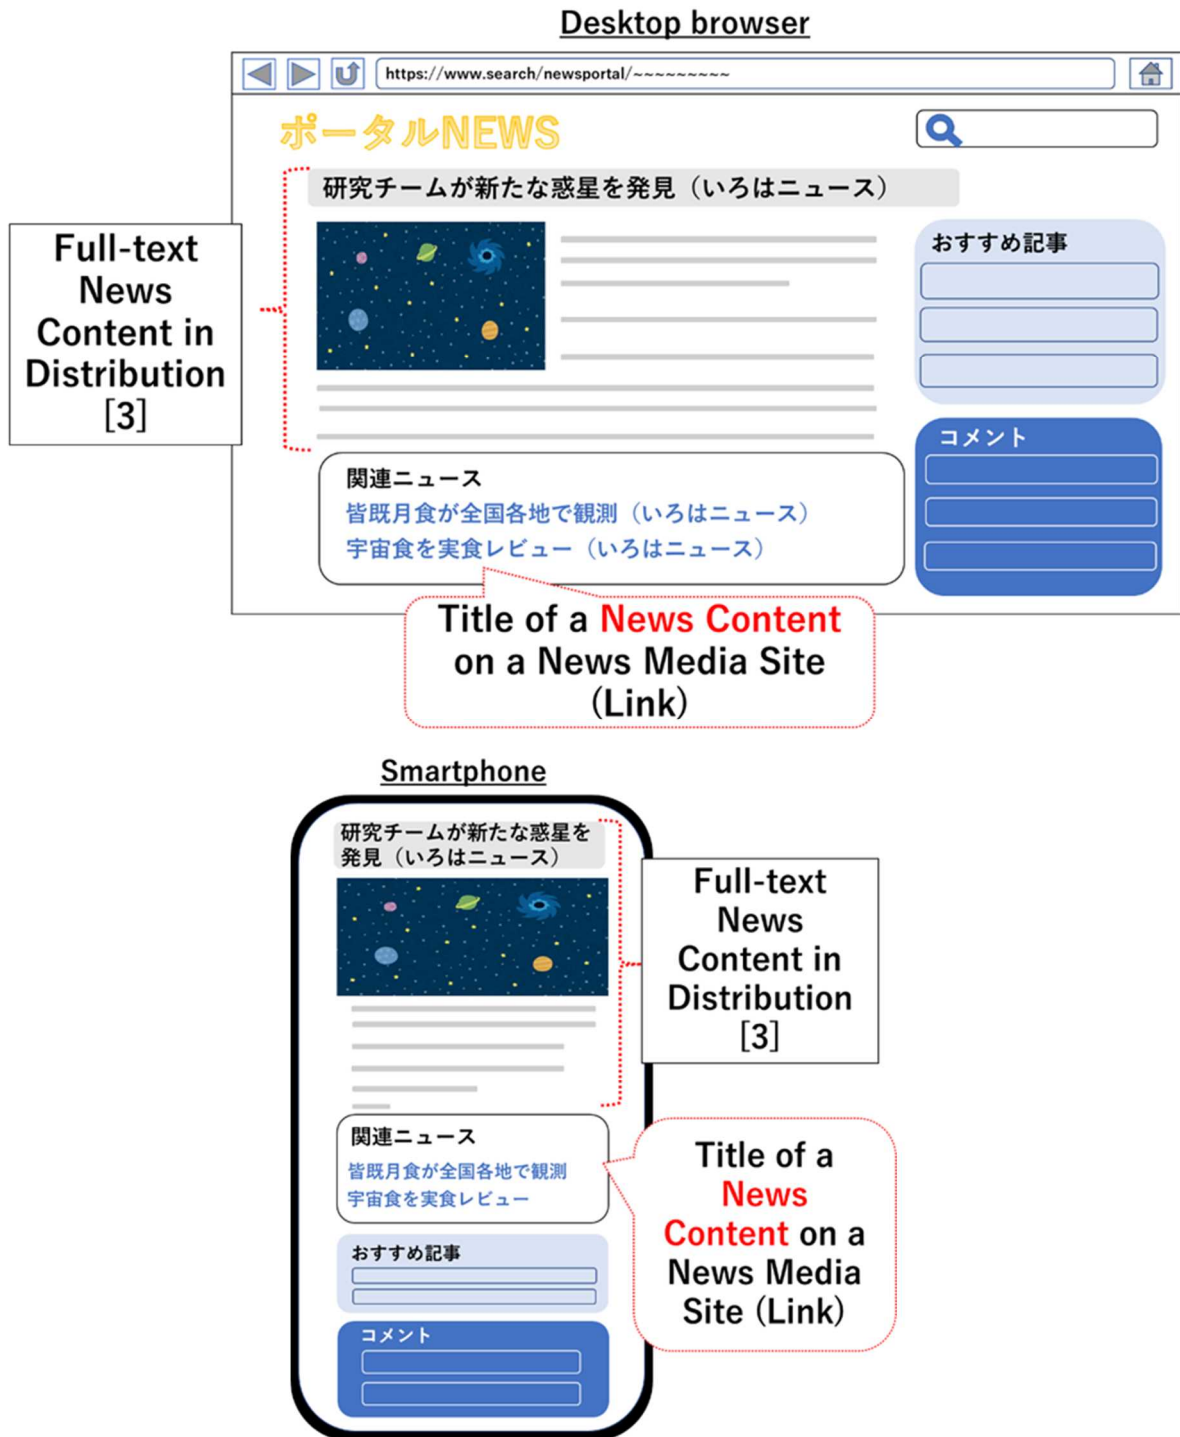 Desktop browser
https://www.search/newsportal/~~~~~~~~~
ポータルNEWS
研究チームが新たな惑星を発見（いろはニュース）
Full-text
News
Content in
Distribution
[3]
おすすめ記事
コメント
関連ニュース
皆既月食が全国各地で観測（いろはニュース）
宇宙食を実食レビュー（いろはニュース）
Title of a News Content
on a News Media Site
(Link)
Smartphone
研究チームが新たな惑星を
発見（いろはニュース）
Full-text
News
Content in
Distribution
[3]
関連ニュース
皆既月食が全国各地で観測
宇宙食を実食レビュー
Title of a
News
Content on a
News Media
Site (Link)
おすすめ記事
コメント